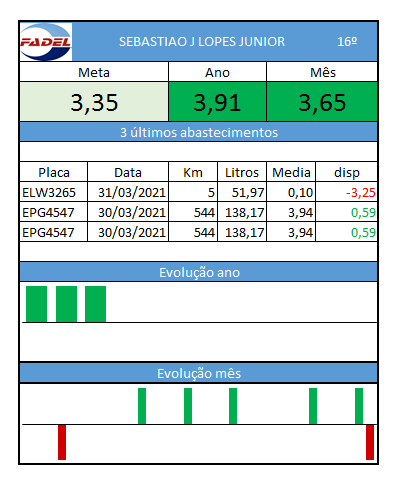 FADEL SEBASTIAO J LOPES JUNIOR 16º
Meta Ano Mês
3,35 3,91 3,65
3 últimos abastecimentos
Placa Data Km Litros Media disp
ELW3265 31/03/2021 5 51,97 0,10 -3,25
EPG4547 30/03/2021 544 138,17 3,94 0,59
EPG4547 30/03/2021 544 138,17 3,94 0,59
Evolução ano
Evolução mês